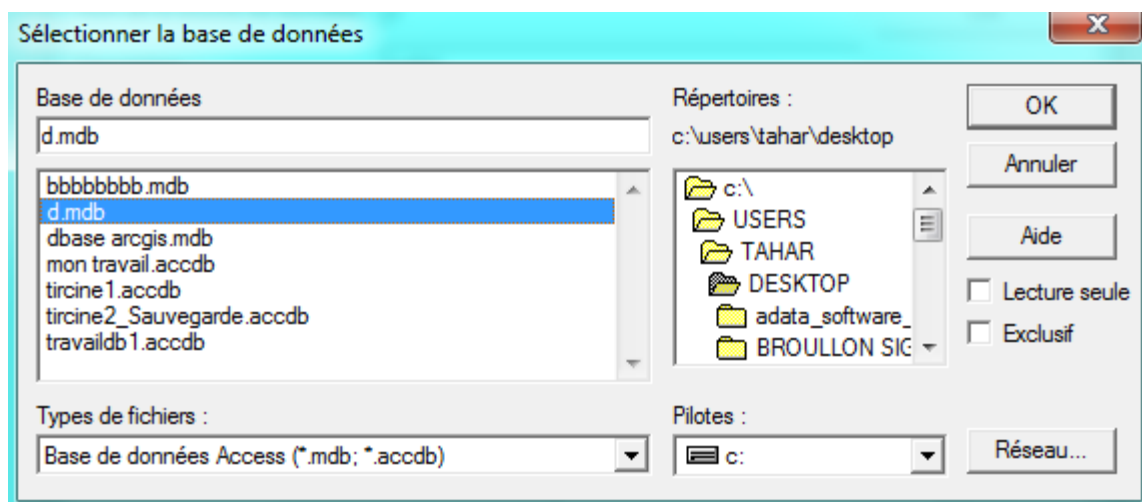 Sélectionner la base de données
Base de données
d.mdb
bbbbbbbb.mdb
d.mdb
dbase arcgis.mdb
mon travail.accdb
tircine1.accdb
tircine2_Sauvegarde.accdb
travaildb1.accdb
Types de fichiers :
Base de données Access (*.mdb; *.accdb)
Répertoires :
c:\users\tahar\desktop
c:\
USERS
TAHAR
DESKTOP
adata_software_
BROULLON SIG
Pilotes :
c:
OK
Annuler
Aide
Lecture seule
Exclusif
Réseau...